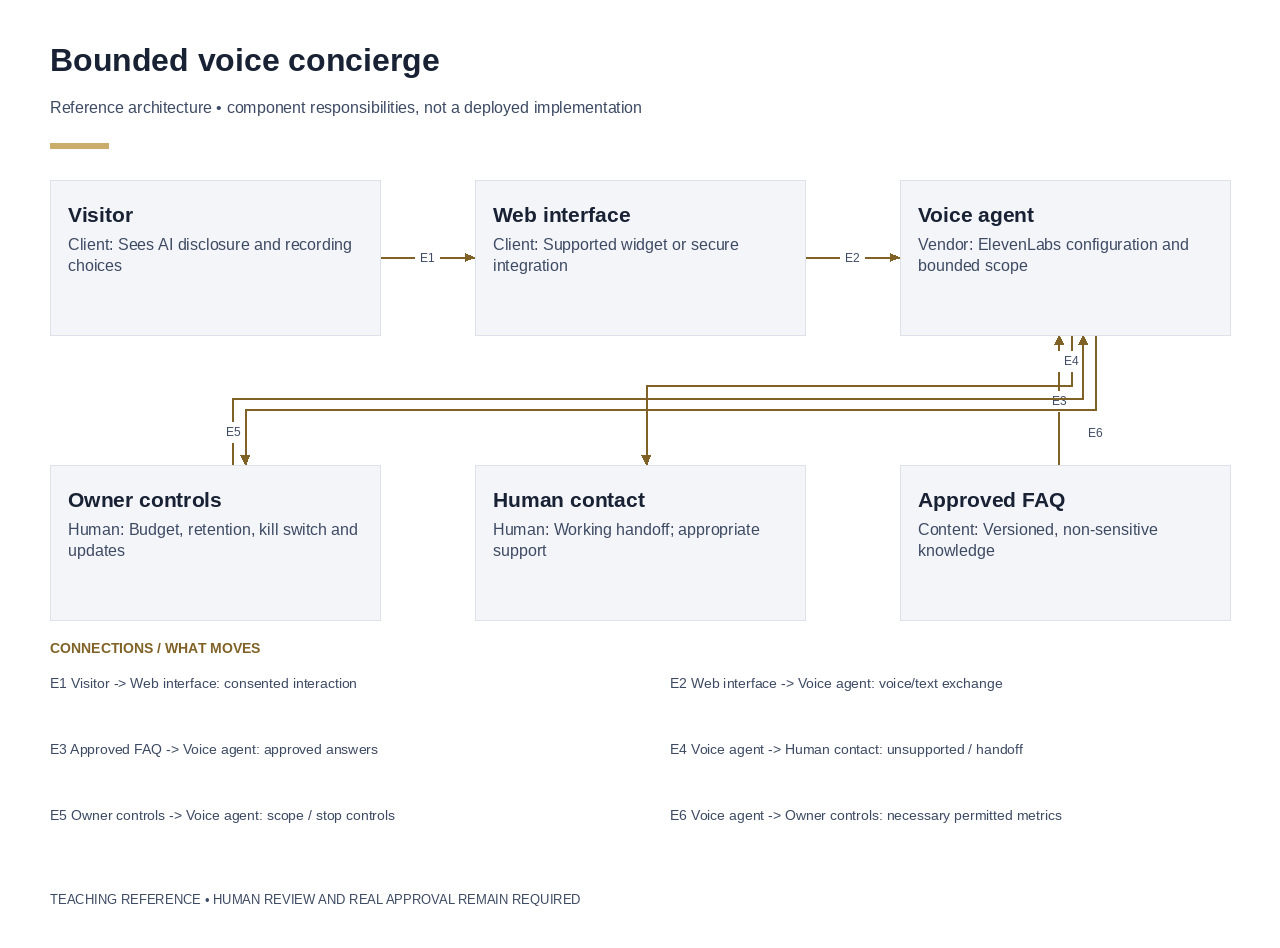 Bounded voice concierge
Reference architecture • component responsibilities, not a deployed implementation
Visitor
Client: Sees AI disclosure and recording
choices
E1
Web interface
Client: Supported widget or secure
integration
E2
Voice agent
Vendor: ElevenLabs configuration and
bounded scope
E4
E3
E5
E6
Owner controls
Human: Budget, retention, kill switch and
updates
Human contact
Human: Working handoff; appropriate
support
Approved FAQ
Content: Versioned, non-sensitive
knowledge
CONNECTIONS / WHAT MOVES
E1 Visitor -> Web interface: consented interaction
E2 Web interface -> Voice agent: voice/text exchange
E3 Approved FAQ -> Voice agent: approved answers
E4 Voice agent -> Human contact: unsupported / handoff
E5 Owner controls -> Voice agent: scope / stop controls
E6 Voice agent -> Owner controls: necessary permitted metrics
TEACHING REFERENCE • HUMAN REVIEW AND REAL APPROVAL REMAIN REQUIRED